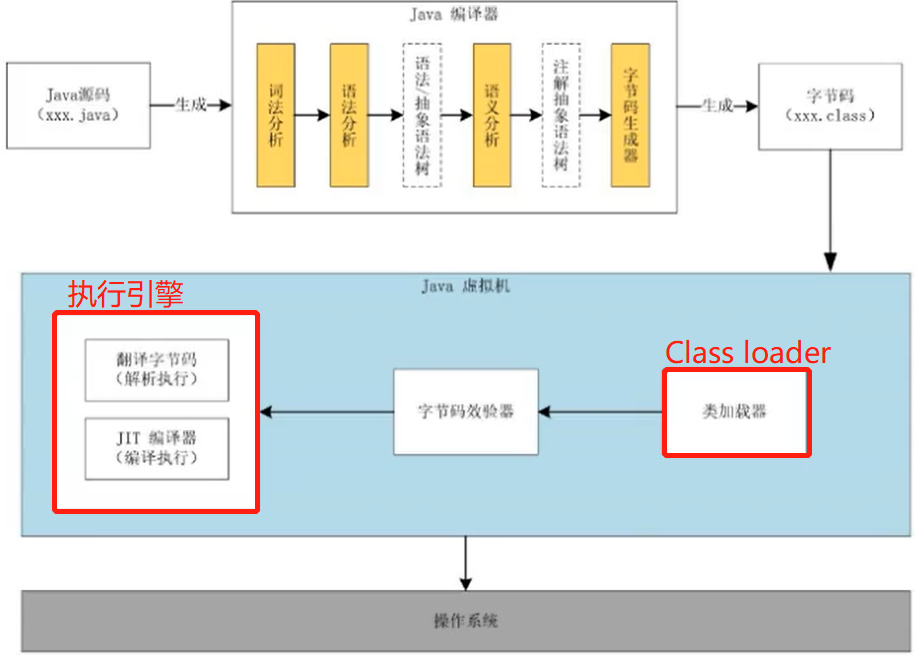 Java 编译器
Java源码
（xxx.java）
生成
词法分析
语法分析
语法/抽象语法树
语义分析
注解抽象语法树
字节码生成器
生成
字节码
（xxx.class）
Java 虚拟机
执行引擎
翻译字节码
（解析执行）
JIT 编译器
（编译执行）
字节码效验器
Class loader
类加载器
操作系统